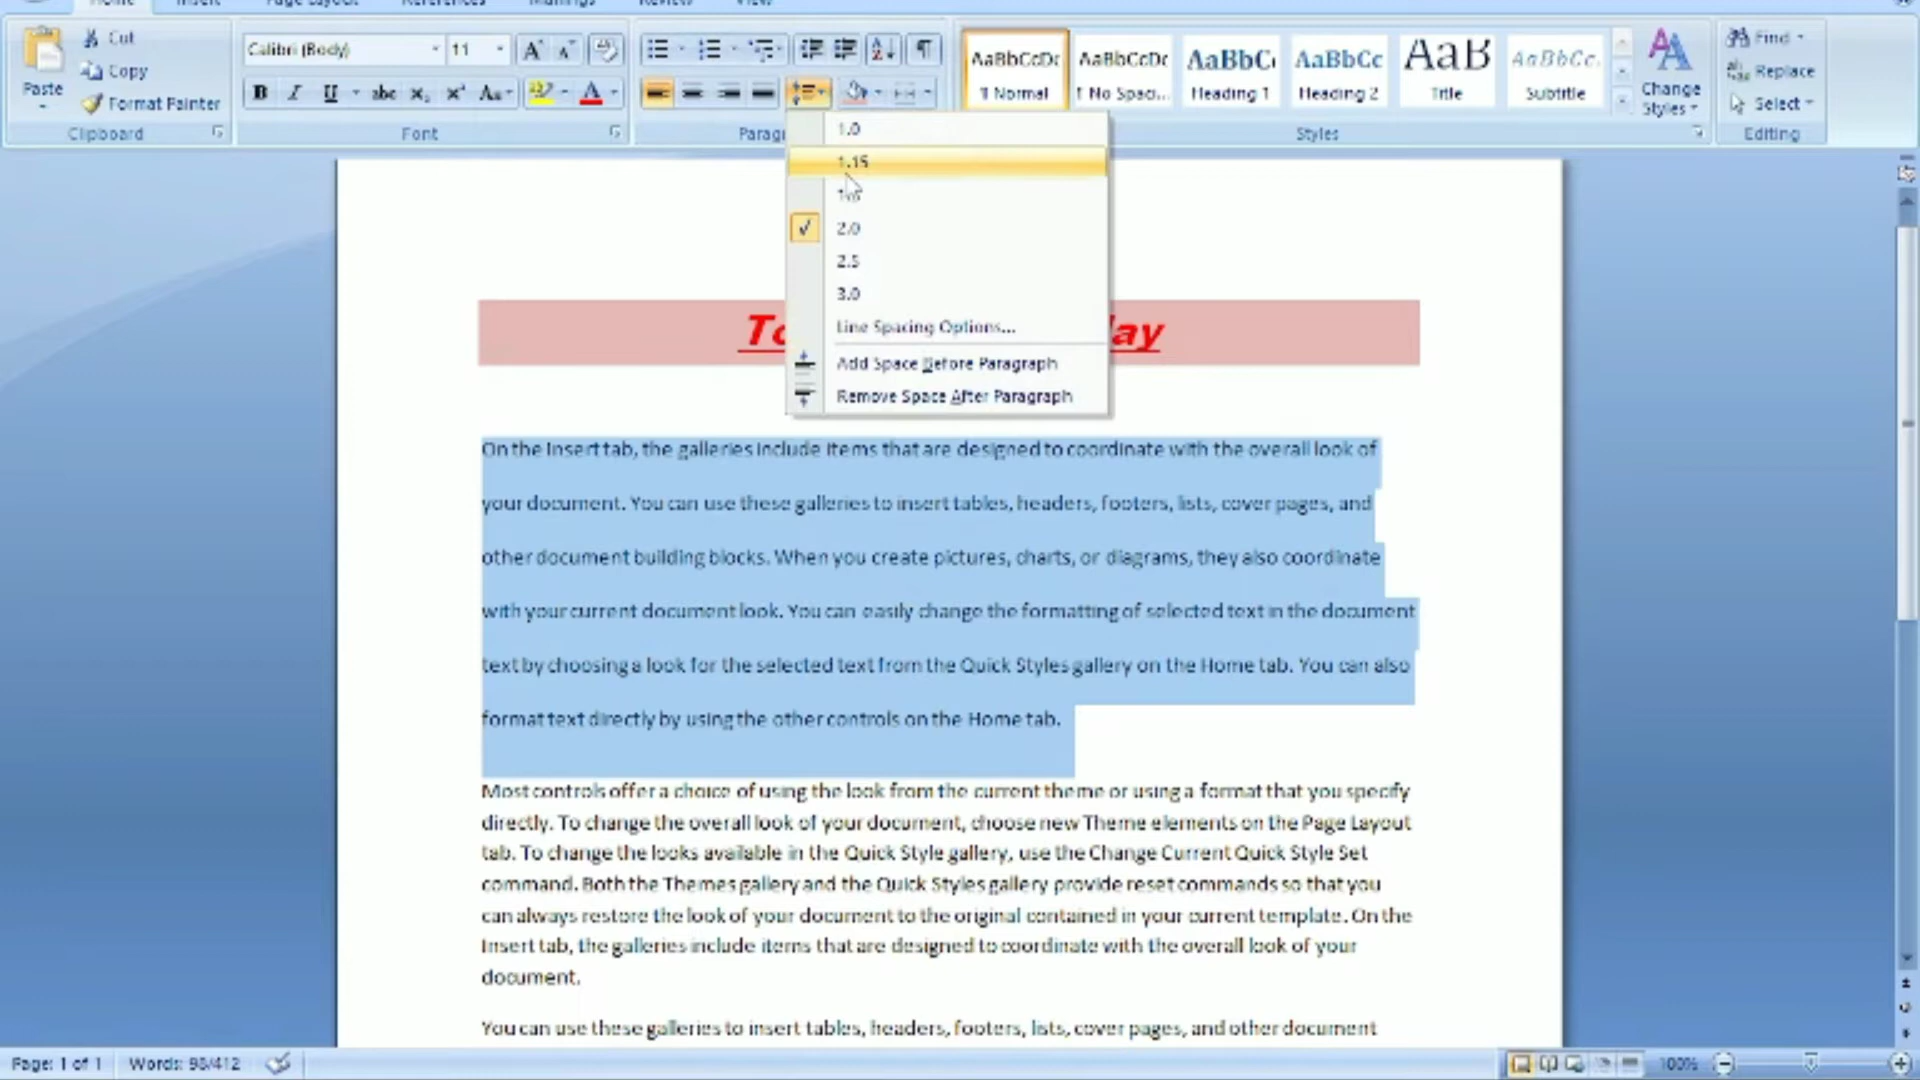 Home Insert Page Layout References Mailings Review View
Cut
Copy
Format Painter
Paste
Clipboard
Calibri (Body) 11
B I U abc X₂ X² Aa A
Font
AaBbCcDc AaBbCcDc AaBbC AaBbCc AaB AaBbCc.
¶ Normal ¶ No Spaci... Heading 1 Heading 2 Title Subtitle
Styles
Change
Styles
Find
Replace
Select
Editing
1.0
1.15
2.0
2.5
3.0
Line Spacing Options...
Add Space Before Paragraph
Remove Space After Paragraph
On the Insert tab, the galleries include items that are designed to coordinate with the overall look of
your document. You can use these galleries to insert tables, headers, footers, lists, cover pages, and
other document building blocks. When you create pictures, charts, or diagrams, they also coordinate
with your current document look. You can easily change the formatting of selected text in the document
text by choosing a look for the selected text from the Quick Styles gallery on the Home tab. You can also
format text directly by using the other controls on the Home tab.
Most controls offer a choice of using the look from the current theme or using a format that you specify
directly. To change the overall look of your document, choose new Theme elements on the Page Layout
tab. To change the looks available in the Quick Style gallery, use the Change Current Quick Style Set
command. Both the Themes gallery and the Quick Styles gallery provide reset commands so that you
can always restore the look of your document to the original contained in your current template. On the
Insert tab, the galleries include items that are designed to coordinate with the overall look of your
document.
You can use these galleries to insert tables, headers, footers, lists, cover pages, and other document
Page: 1 of 1 Words: 98/412 100%